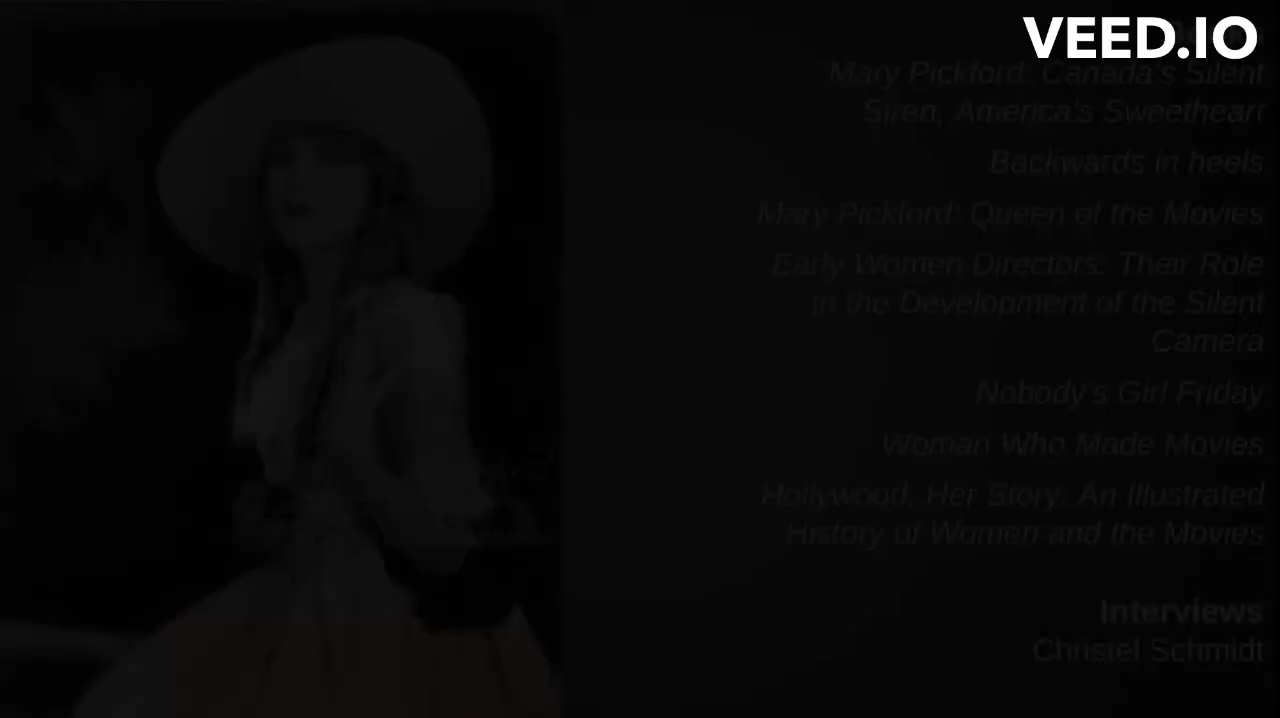 VEED.IO
Mary Pickford: Canada's Silent
Siren, America's Sweetheart
Backwards in heels
Mary Pickford: Queen of the Movies
Early Women Directors: Their Role
in the Development of the Silent
Camera
Nobody's Girl Friday
Woman Who Made Movies
Hollywood, Her Story: An Illustrated
History of Women and the Movies
Interviews
Christel Schmidt